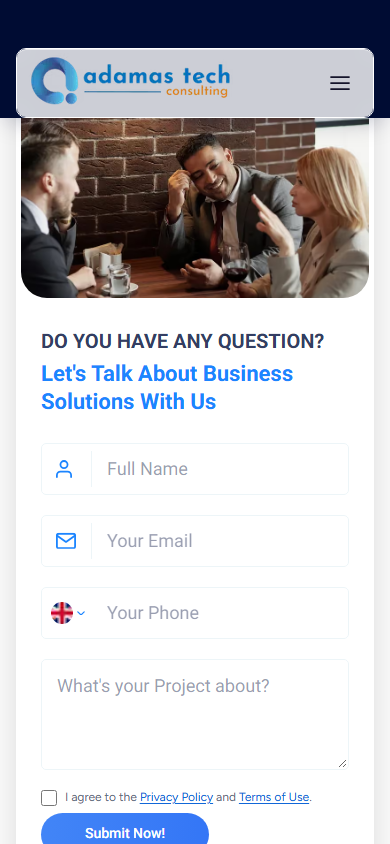 adamas tech
consulting
DO YOU HAVE ANY QUESTION?
Let's Talk About Business
Solutions With Us
Full Name
Your Email
Your Phone
What's your Project about?
I agree to the Privacy Policy and Terms of Use.
Submit Now!